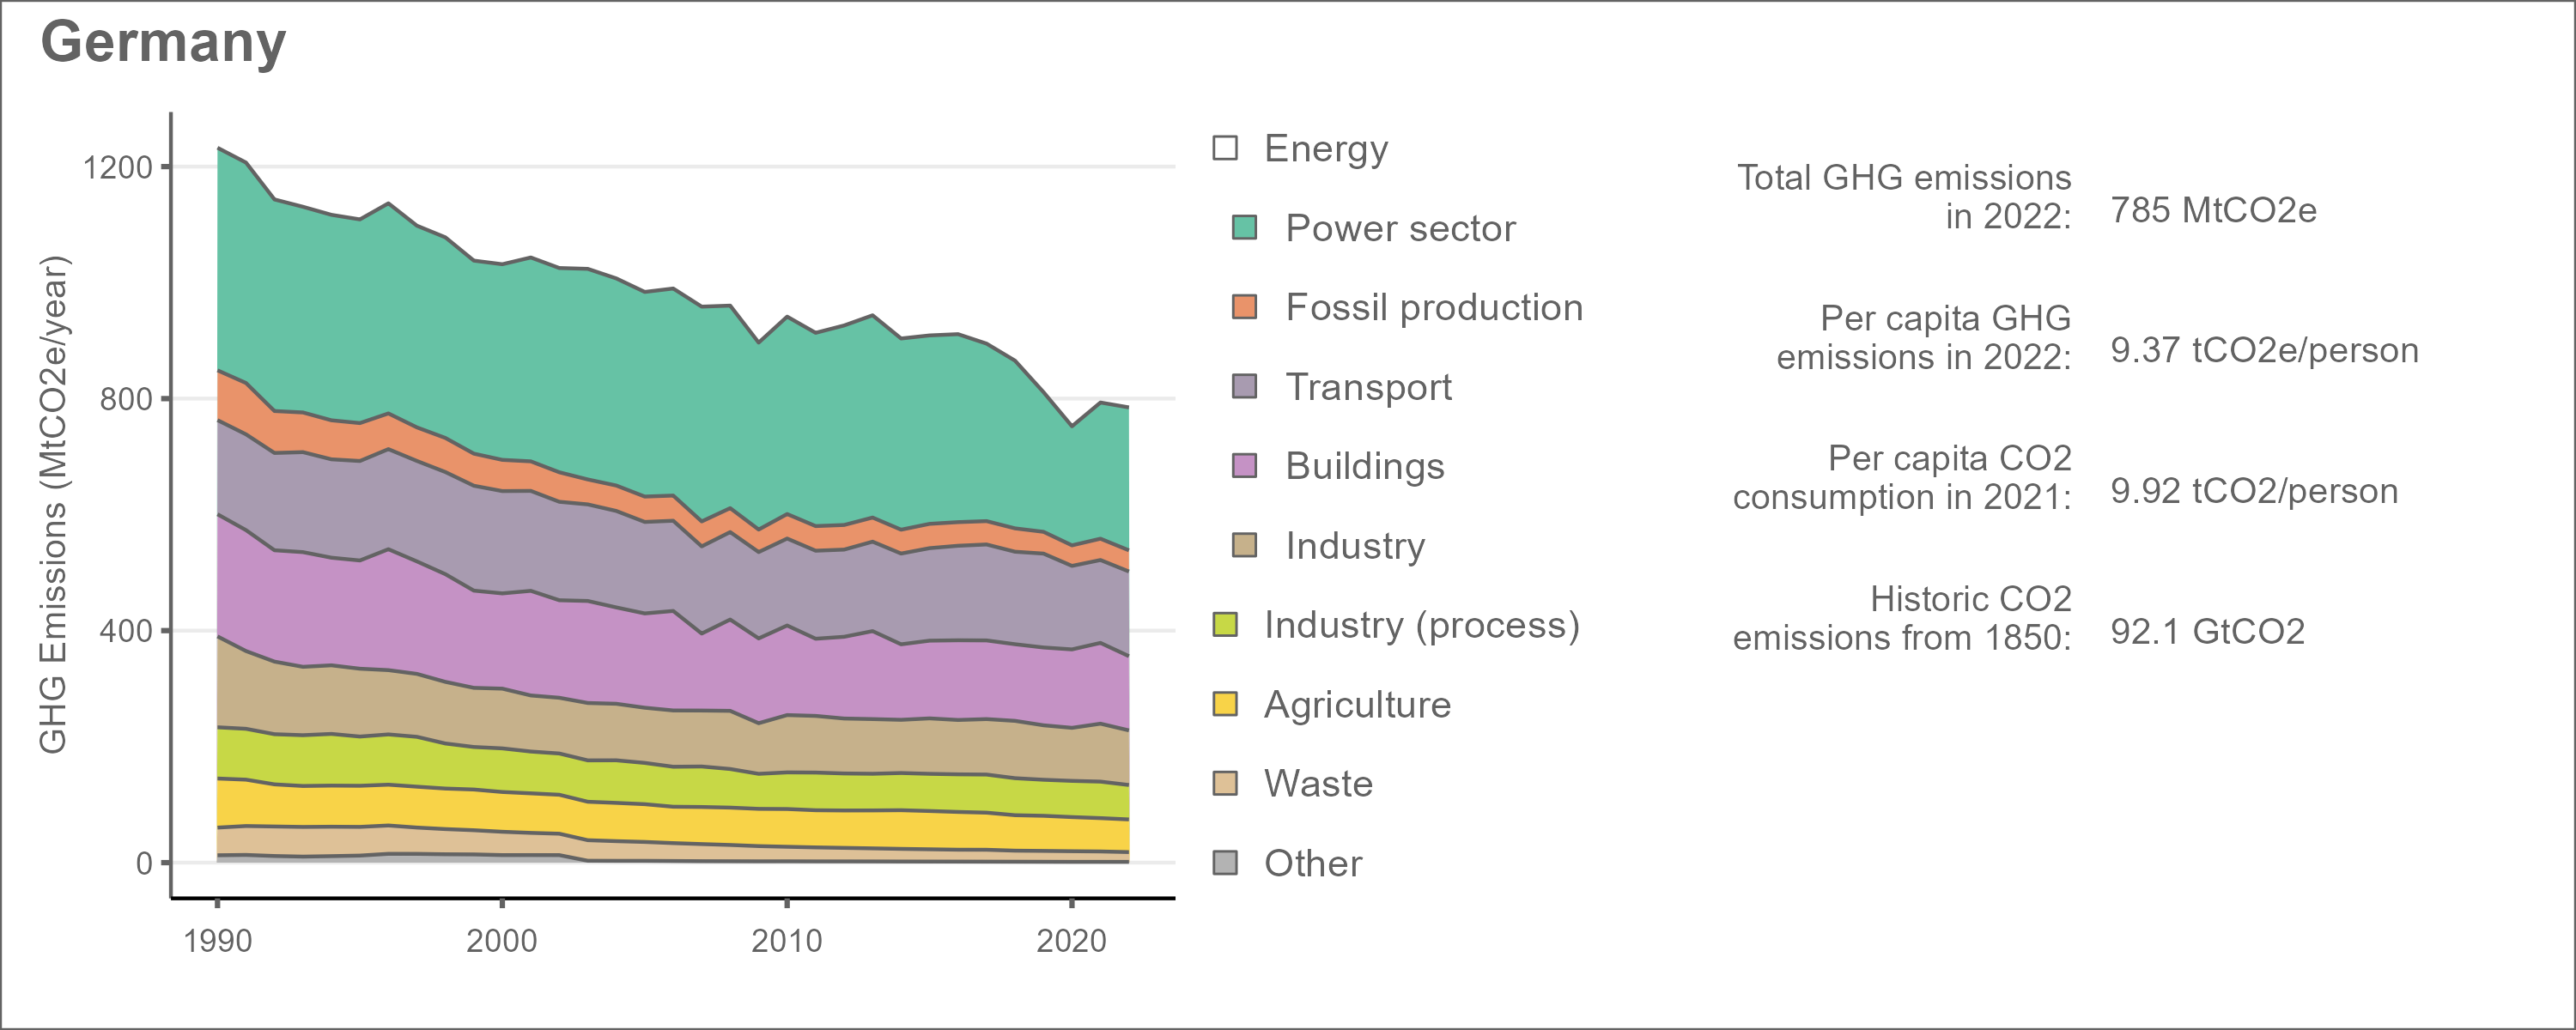 Germany
GHG Emissions (MtCO2e/year)
1200
800
400
0
1990
2000
2010
2020
Energy
Power sector
Fossil production
Transport
Buildings
Industry
Industry (process)
Agriculture
Waste
Other
Total GHG emissions
in 2022:
785 MtCO2e
Per capita GHG
emissions in 2022:
9.37 tCO2e/person
Per capita CO2
consumption in 2021:
9.92 tCO2/person
Historic CO2
emissions from 1850:
92.1 GtCO2